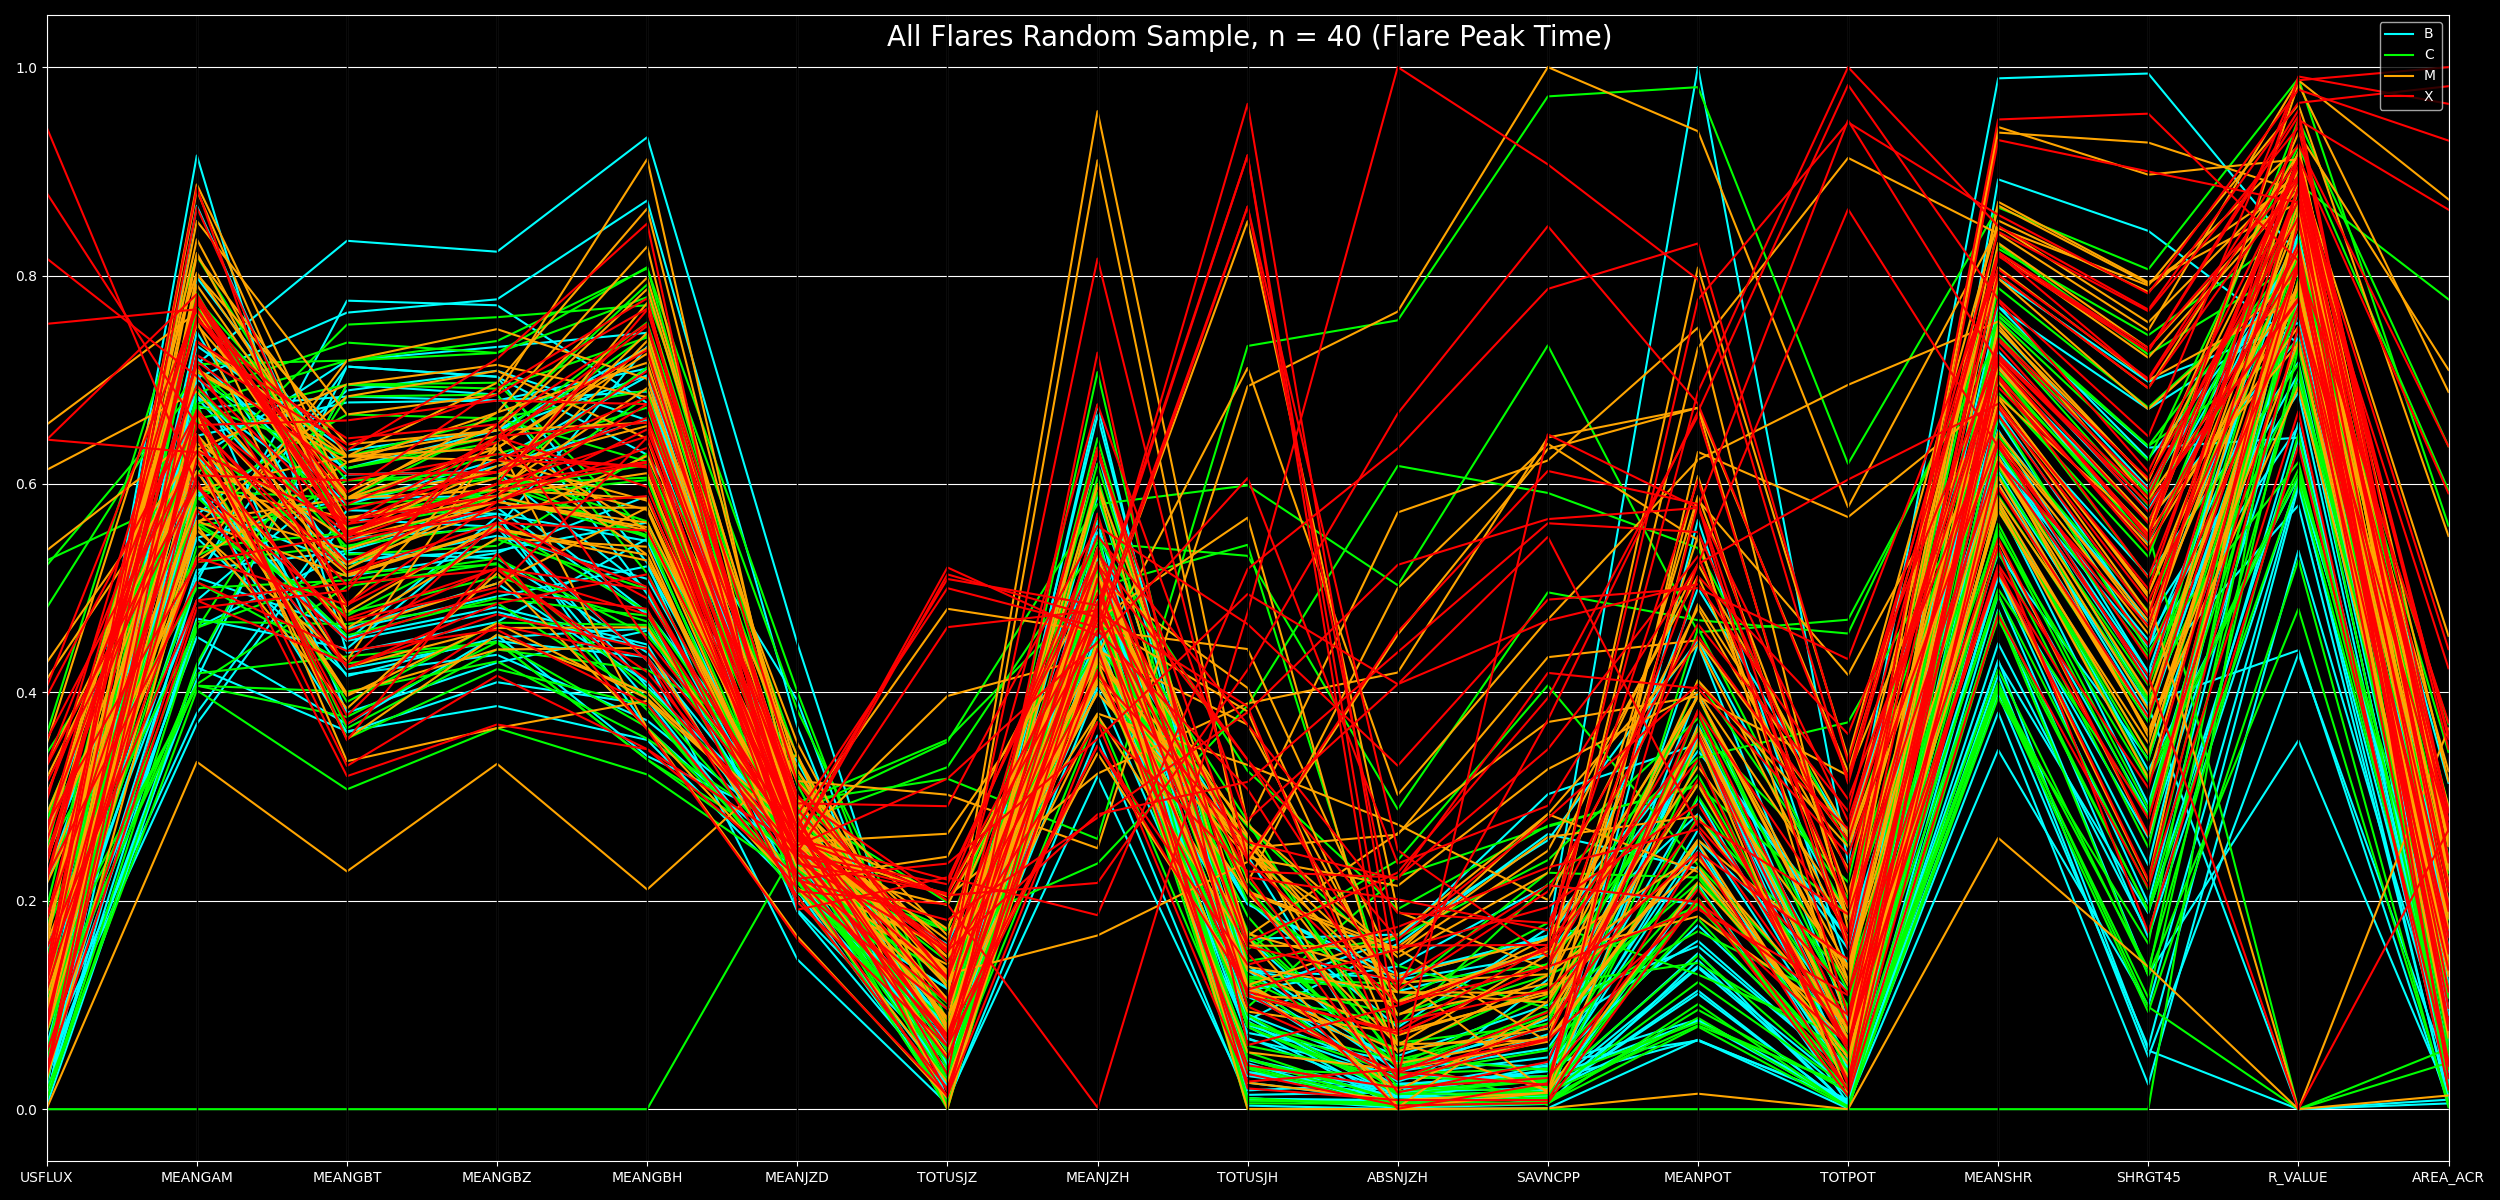 All Flares Random Sample, n = 40 (Flare Peak Time)
B
C
M
X
1.0
0.8
0.6
0.4
0.2
0.0
USFLUX MEANGAM MEANGBT MEANGBZ MEANGBH MEANJZD TOTUSJZ MEANJZH TOTUSJH ABSNJZH SAVNCPP MEANPOT TOTPOT MEANSHR SHRGT45 R_VALUE AREA_ACR